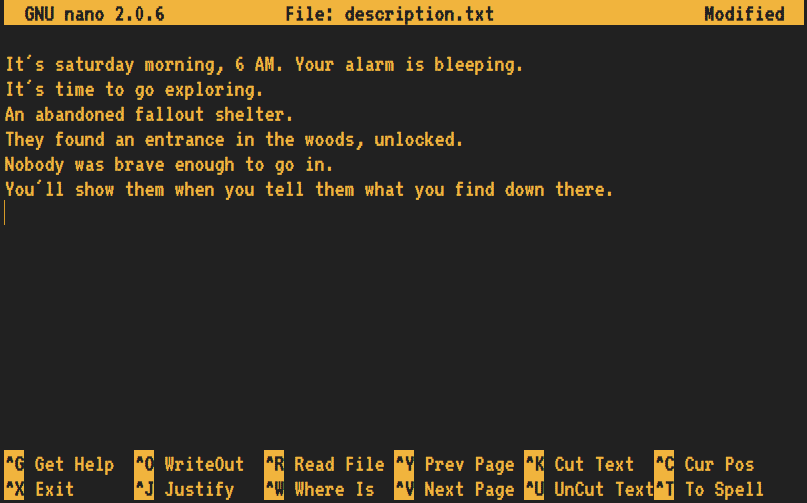 GNU nano 2.0.6 File: description.txt Modified
It´s saturday morning, 6 AM. Your alarm is bleeping.
It´s time to go exploring.
An abandoned fallout shelter.
They found an entrance in the woods, unlocked.
Nobody was brave enough to go in.
You´ll show them when you tell them what you find down there.
^G Get Help ^O WriteOut ^R Read File ^Y Prev Page ^K Cut Text ^C Cur Pos
^X Exit ^J Justify ^W Where Is ^V Next Page ^U UnCut Text ^T To Spell